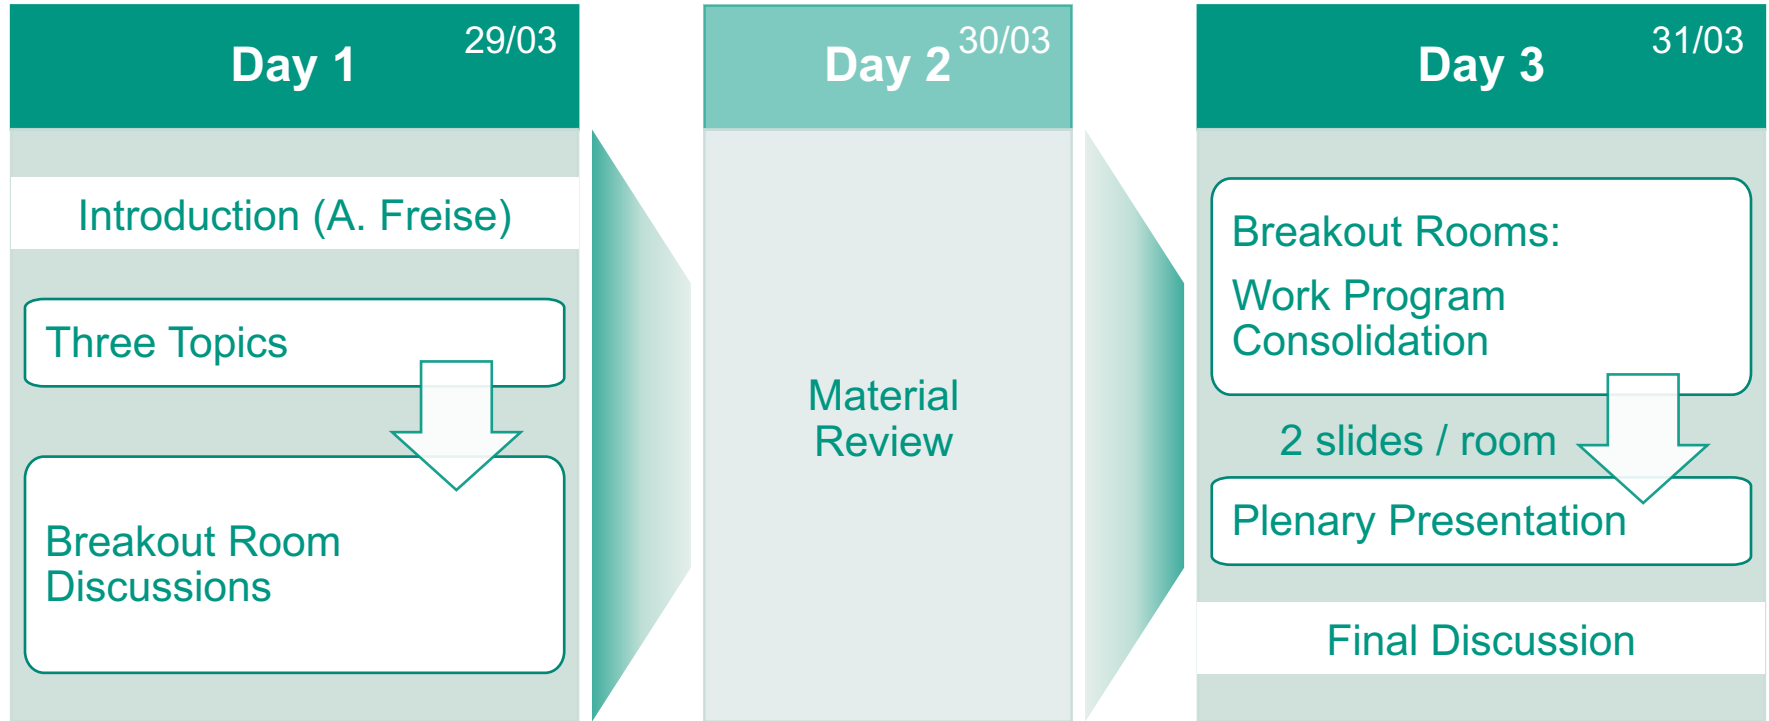 Day 1
29/03
Introduction (A. Freise)
Three Topics
Breakout Room
Discussions
Day 2
30/03
Material
Review
Day 3
31/03
Breakout Rooms:
Work Program
Consolidation
2 slides / room
Plenary Presentation
Final Discussion